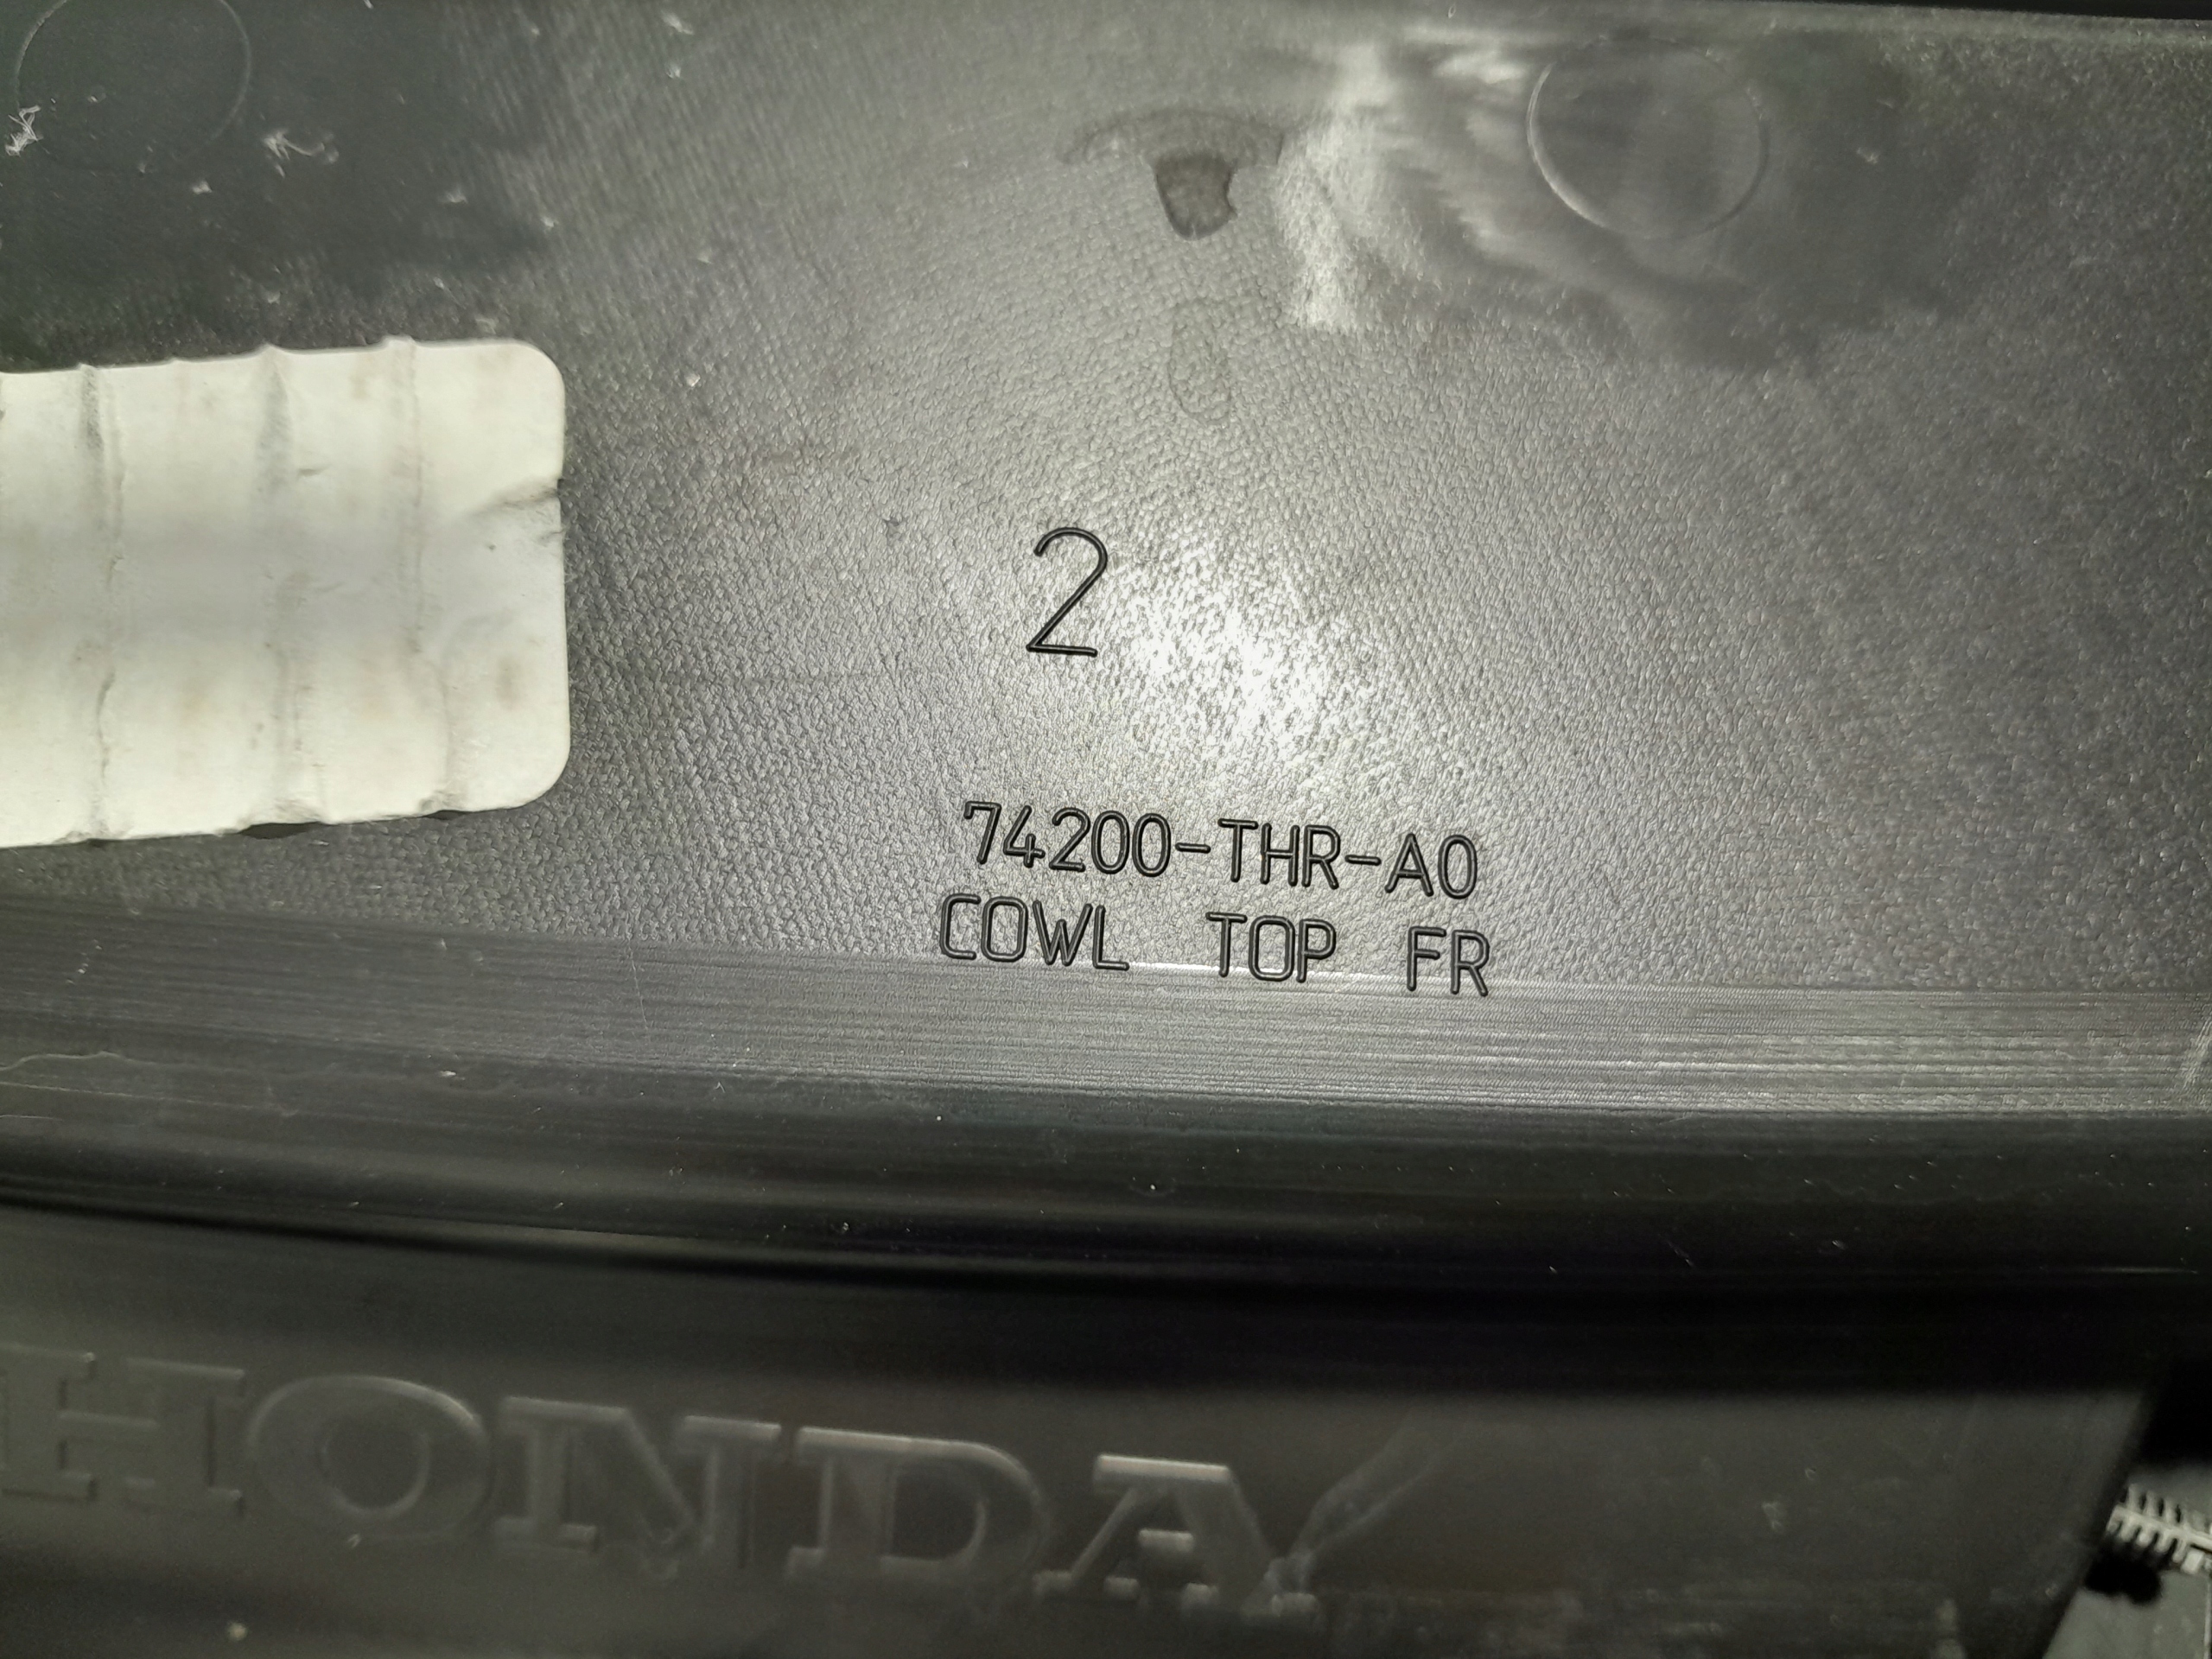 2
74200-THR-A0
COWL TOP FR
HONDA